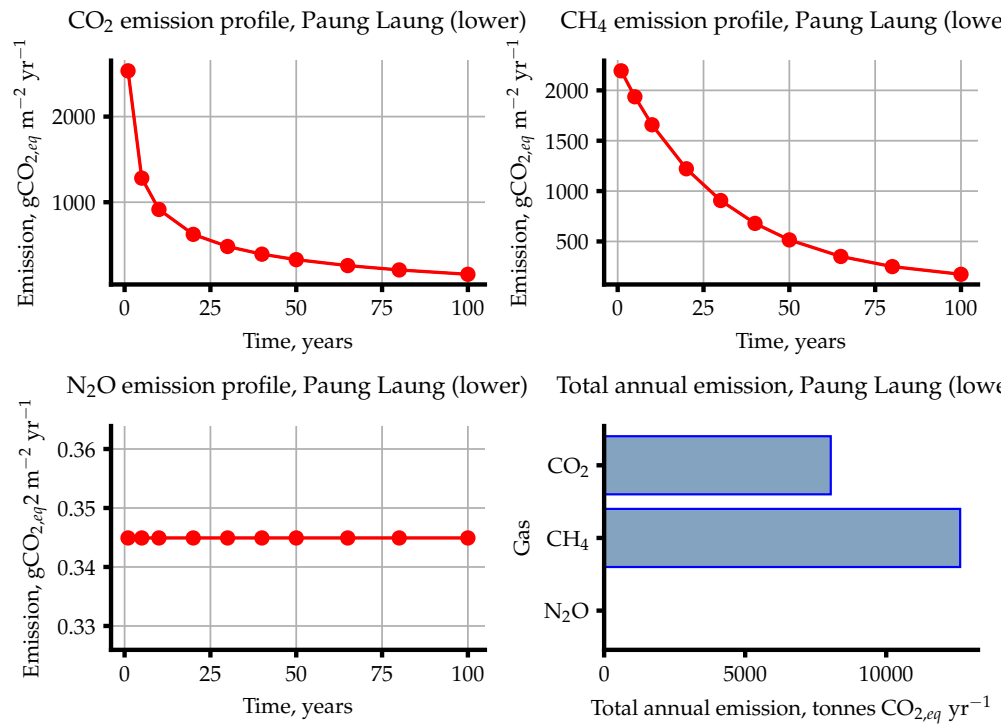 CO₂ emission profile, Paung Laung (lower)
Emission, gCO₂,eq m⁻² yr⁻¹
2000
1000
0
25
50
75
100
Time, years
CH₄ emission profile, Paung Laung (lower
Emission, gCO₂,eq m⁻² yr⁻¹
2000
1500
1000
500
0
25
50
75
100
Time, years
N₂O emission profile, Paung Laung (lower)
Emission, gCO₂,eq2 m⁻² yr⁻¹
0.36
0.35
0.34
0.33
0
25
50
75
100
Time, years
Total annual emission, Paung Laung (lowe
Gas
CO₂
CH₄
N₂O
0
5000
10000
Total annual emission, tonnes CO₂,eq yr⁻¹